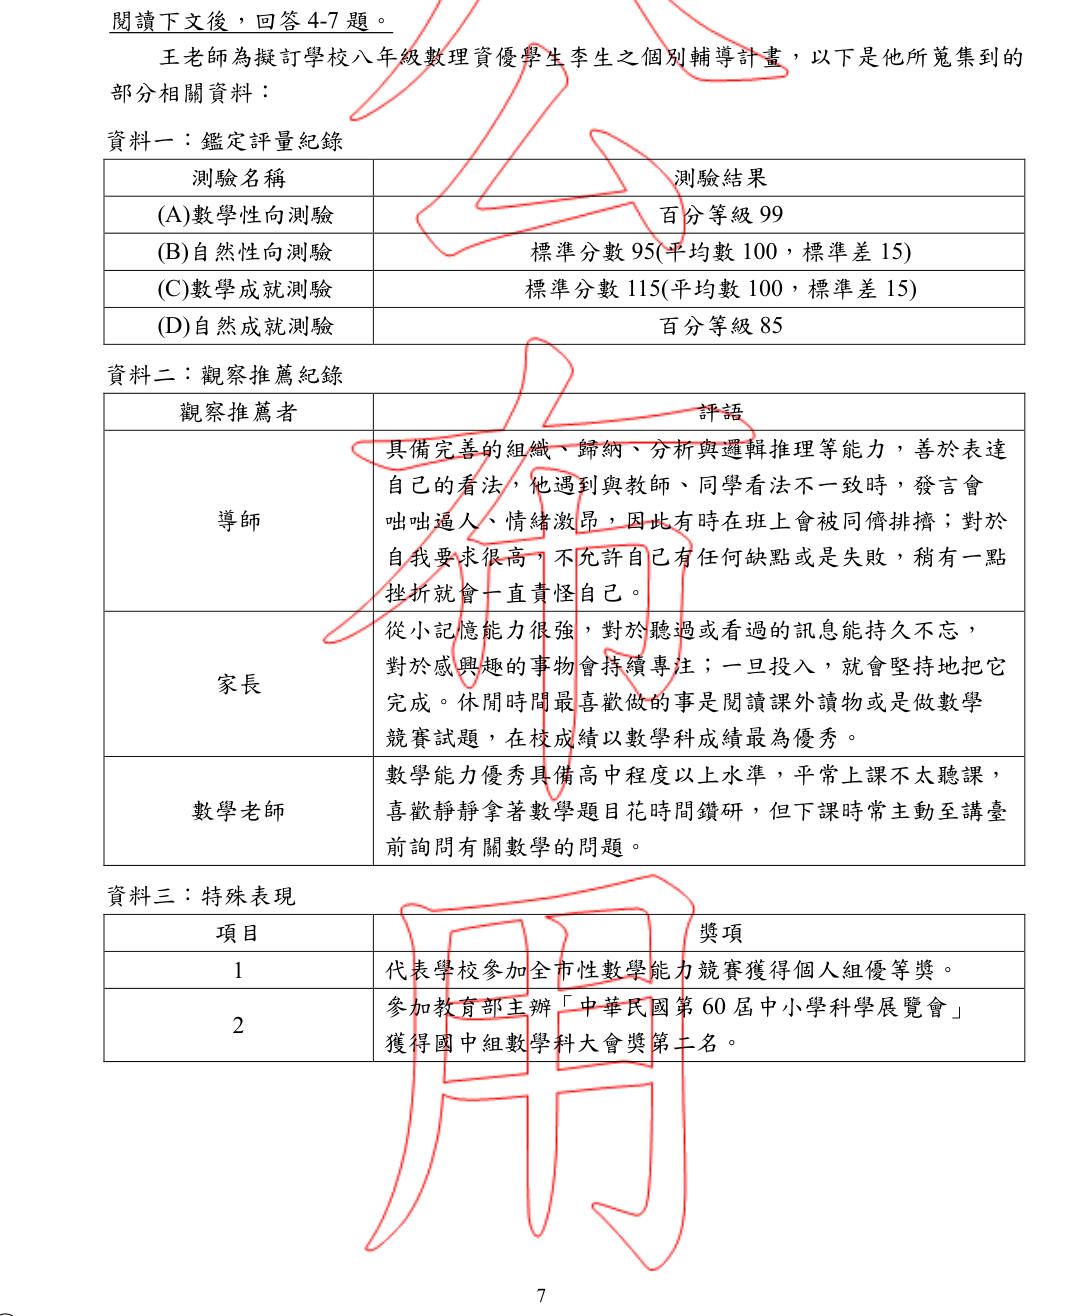 閱讀下文後，回答 4-7 題。
王老師為擬訂學校八年級數理資優學生李生之個別輔導計畫，以下是他所蒐集到的
部分相關資料：
資料一：鑑定評量紀錄
測驗名稱 測驗結果
(A)數學性向測驗 百分等級 99
(B)自然性向測驗 標準分數 95(平均數 100，標準差 15)
(C)數學成就測驗 標準分數 115(平均數 100，標準差 15)
(D)自然成就測驗 百分等級 85
資料二：觀察推薦紀錄
觀察推薦者 評語
導師
具備完善的組織、歸納、分析與邏輯推理等能力，善於表達
自己的看法，他遇到與教師、同學看法不一致時，發言會
咄咄逼人、情緒激昂，因此有時在班上會被同儕排擠；對於
自我要求很高，不允許自己有任何缺點或是失敗，稍有一點
挫折就會一直責怪自己。
家長
從小記憶能力很強，對於聽過或看過的訊息能持久不忘，
對於感興趣的事物會持續專注；一旦投入，就會堅持地把它
完成。休閒時間最喜歡做的事是閱讀課外讀物或是做數學
競賽試題，在校成績以數學科成績最為優秀。
數學老師
數學能力優秀具備高中程度以上水準，平常上課不太聽課，
喜歡靜靜拿著數學題目花時間鑽研，但下課時常主動至講臺
前詢問有關數學的問題。
資料三：特殊表現
項目 獎項
1 代表學校參加全市性數學能力競賽獲得個人組優等獎。
2
參加教育部主辦「中華民國第 60 屆中小學科學展覽會」
獲得國中組數學科大會獎第二名。
公布用
7